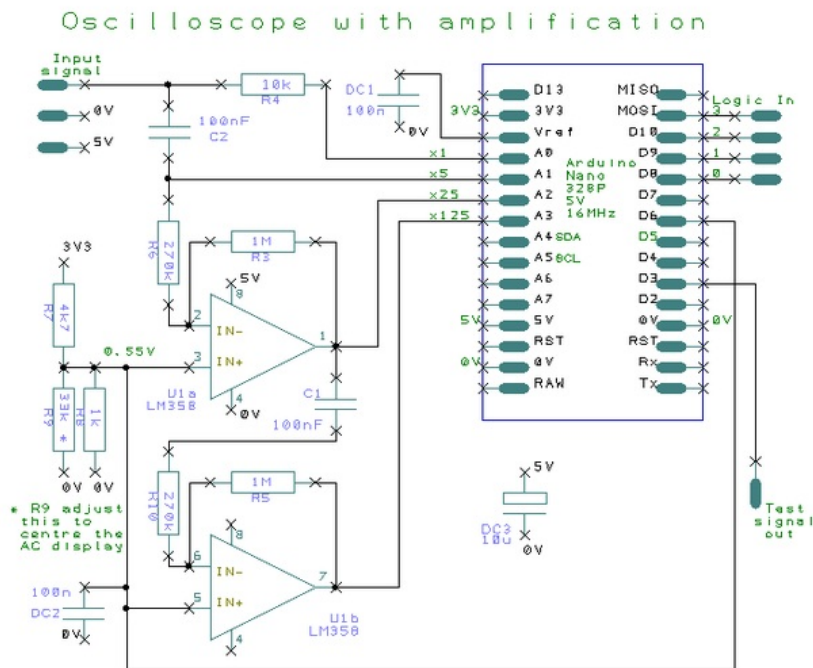 Oscilloscope with amplification
Input
signal
0V
5V
10k
R4
100nF
C2
DC1
100n
0V
3V3
x1
x5
x25
x125
5V
0V
D13
3V3
Vref
A0
A1
A2
A3
A4 SDA
A5 SCL
A6
A7
5V
RST
0V
RAW
Arduino
Nano
328P
5V
16MHz
MISO
MOSI
D10
D9
D8
D7
D6
D5
D4
D3
D2
0V
RST
Rx
Tx
Logic In
3
2
1
0
0V
R6
270k
1M
R3
5V
8
2
IN-
3
IN+
1
4
0V
U1a
LM358
3V3
R7
4k7
0.55V
R9
33k *
R8
1k
0V
0V
C1
100nF
* R9 adjust
this to
centre the
AC display
R10
270k
1M
R5
8
6
IN-
5
IN+
7
4
U1b
LM358
100n
DC2
0V
5V
DC3
10u
0V
Test
signal
out